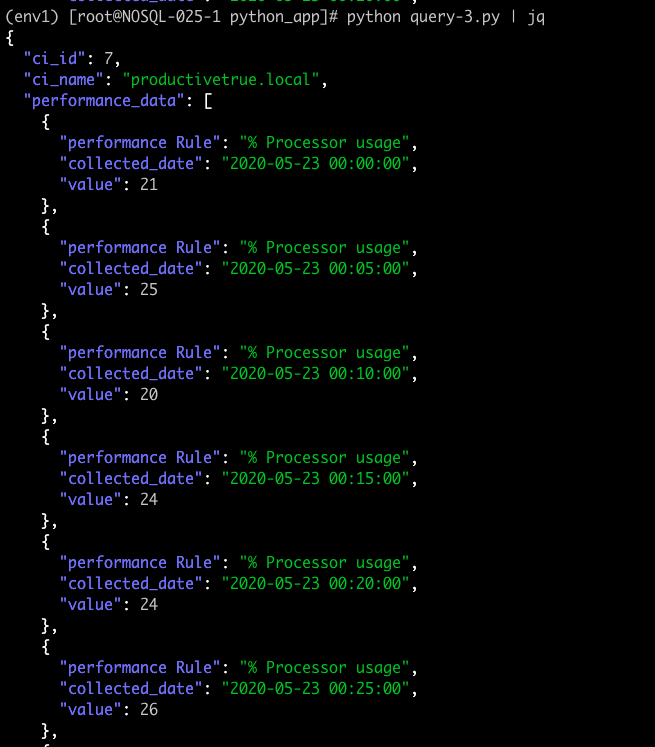 (env1) [root@NOSQL-025-1 python_app]# python query-3.py | jq
{
  "ci_id": 7,
  "ci_name": "productivetrue.local",
  "performance_data": [
    {
      "performance Rule": "% Processor usage",
      "collected_date": "2020-05-23 00:00:00",
      "value": 21
    },
    {
      "performance Rule": "% Processor usage",
      "collected_date": "2020-05-23 00:05:00",
      "value": 25
    },
    {
      "performance Rule": "% Processor usage",
      "collected_date": "2020-05-23 00:10:00",
      "value": 20
    },
    {
      "performance Rule": "% Processor usage",
      "collected_date": "2020-05-23 00:15:00",
      "value": 24
    },
    {
      "performance Rule": "% Processor usage",
      "collected_date": "2020-05-23 00:20:00",
      "value": 24
    },
    {
      "performance Rule": "% Processor usage",
      "collected_date": "2020-05-23 00:25:00",
      "value": 26
    },